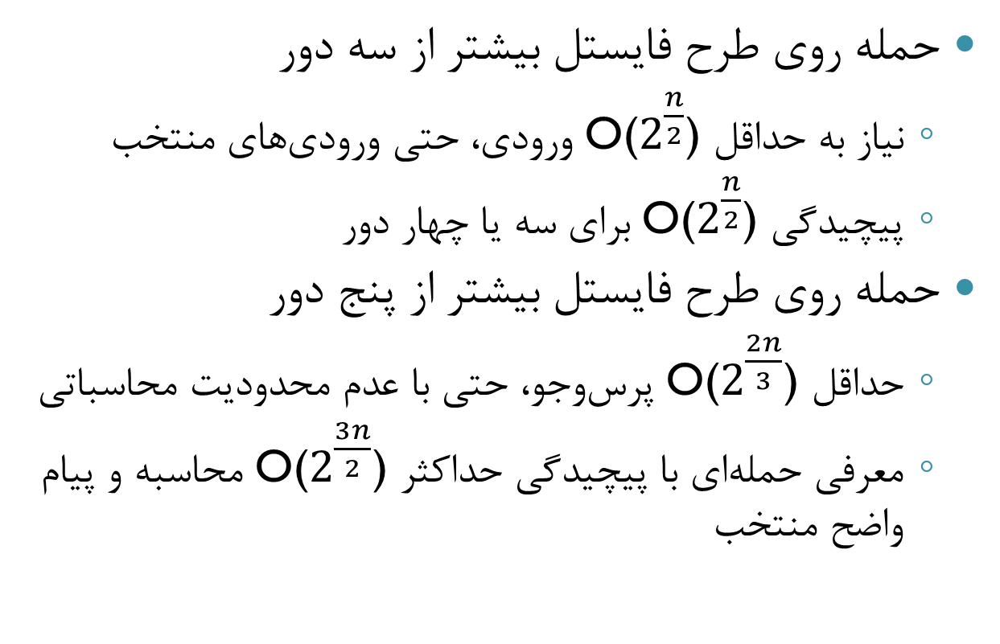 • حمله روی طرح فایستل بیشتر از سه دور
◦ نیاز به حداقل O(2^{\frac{n}{2}}) ورودی، حتی ورودی‌های منتخب
◦ پیچیدگی O(2^{\frac{n}{2}}) برای سه یا چهار دور
• حمله روی طرح فایستل بیشتر از پنج دور
◦ حداقل O(2^{\frac{2n}{3}}) پرس‌وجو، حتی با عدم محدودیت محاسباتی
◦ معرفی حمله‌ای با پیچیدگی حداکثر O(2^{\frac{3n}{2}}) محاسبه و پیام
واضح منتخب